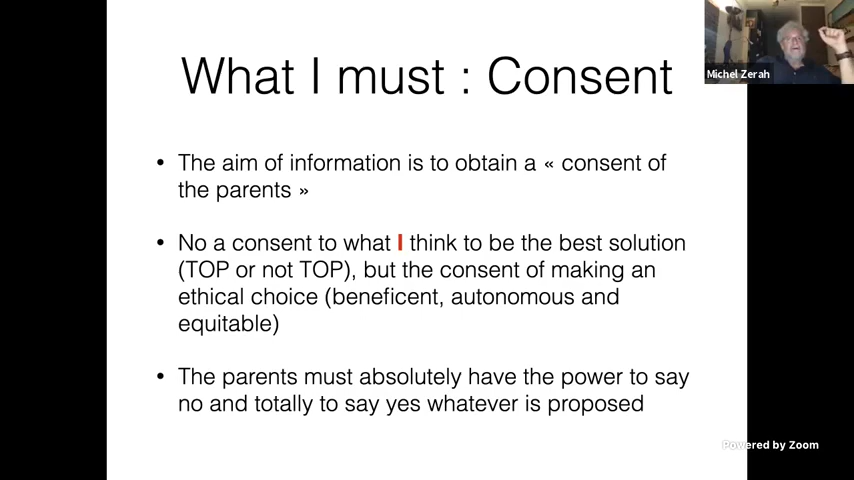 What I must : Consent
Michel Zerah
• The aim of information is to obtain a « consent of
the parents »
• No a consent to what I think to be the best solution
(TOP or not TOP), but the consent of making an
ethical choice (beneficent, autonomous and
equitable)
• The parents must absolutely have the power to say
no and totally to say yes whatever is proposed
Powered by Zoom